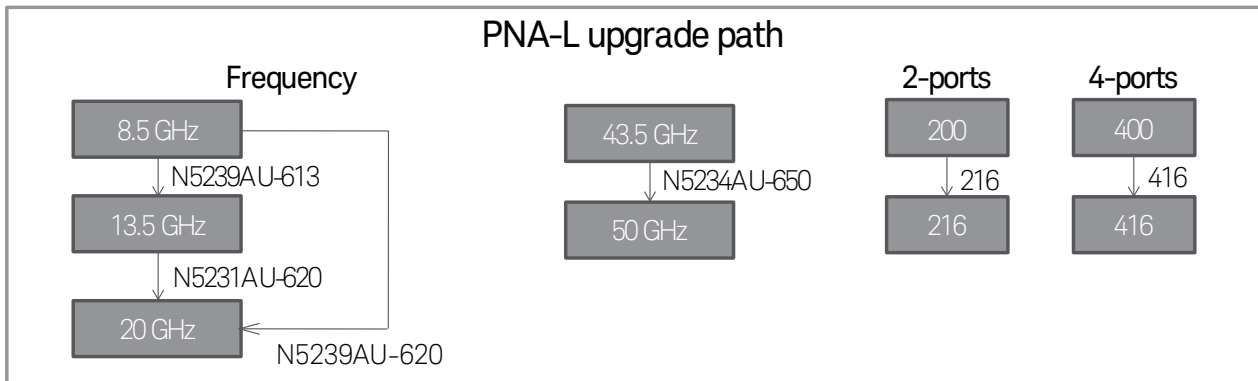 PNA-L upgrade path
Frequency
8.5 GHz
N5239AU-613
13.5 GHz
N5231AU-620
20 GHz
N5239AU-620
43.5 GHz
N5234AU-650
50 GHz
2-ports
200
216
216
4-ports
400
416
416